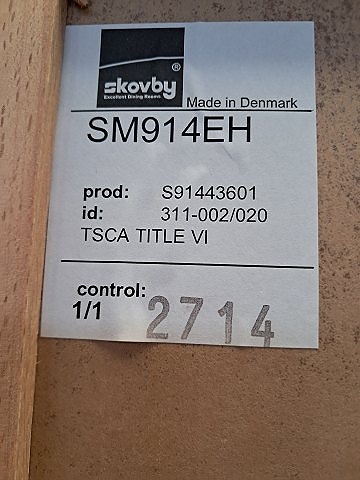 skovby®
Excellent Dining Rooms
Made in Denmark
SM914EH
prod: S91443601
id: 311-002/020
TSCA TITLE VI
control:
1/1 2714